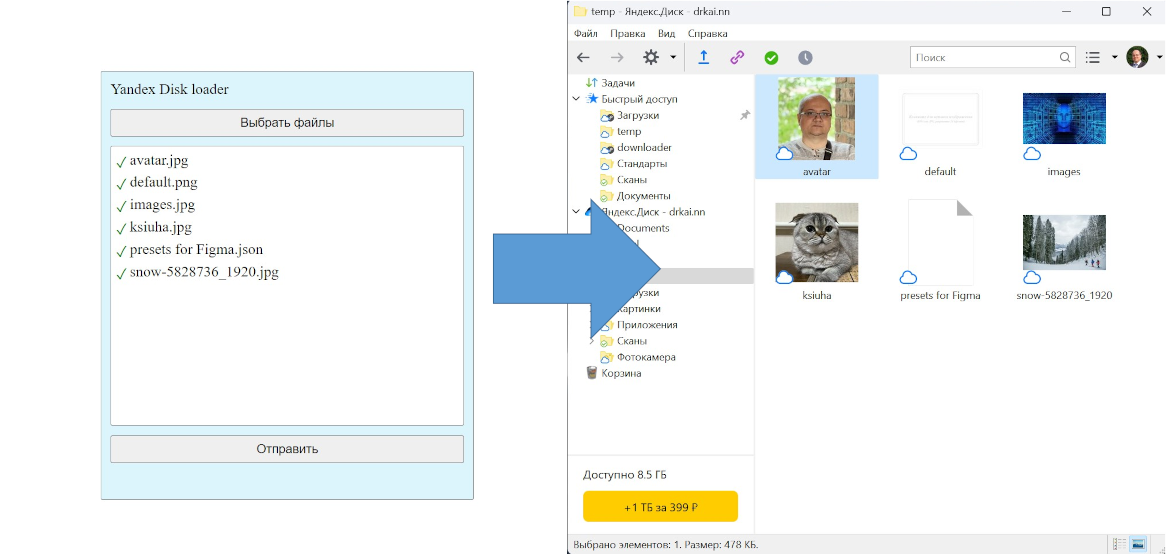 Yandex Disk loader
Выбрать файлы
avatar.jpg
default.png
images.jpg
ksiuha.jpg
presets for Figma.json
snow-5828736_1920.jpg
Отправить
temp - Яндекс.Диск - drkai.nn
Файл Правка Вид Справка
Поиск
Задачи
Быстрый доступ
Загрузки
temp
downloader
Стандарты
Сканы
Документы
Яндекс.Диск - drkai.nn
Documents
Картинки
Приложения
Сканы
Фотокамера
Корзина
avatar
default
images
ksiuha
presets for Figma
snow-5828736_1920
Доступно 8.5 ГБ
+1 ТБ за 399 ₽
Выбрано элементов: 1. Размер: 478 КБ.